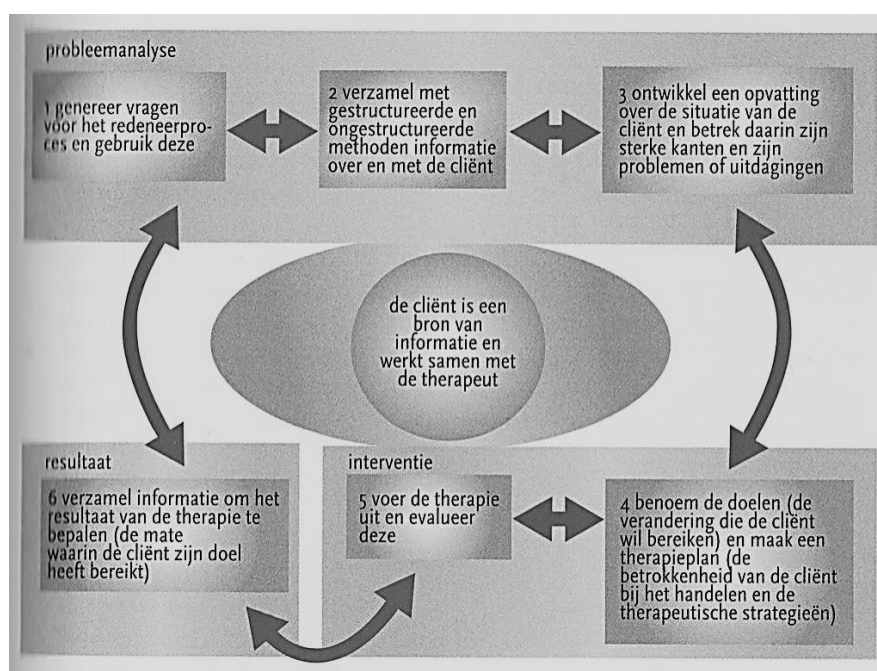 probleemanalyse
1 genereer vragen
voor het redeneerpro-
ces en gebruik deze
2 verzamel met
gestructureerde en
ongestructureerde
methoden informatie
over en met de cliënt
3 ontwikkel een opvatting
over de situatie van de
cliënt en betrek daarin zijn
sterke kanten en zijn
problemen of uitdagingen
de cliënt is een
bron van
informatie en
werkt samen met
de therapeut
resultaat
6 verzamel informatie om het
resultaat van de therapie te
bepalen (de mate
waarin de cliënt zijn doel
heeft bereikt)
interventie
5 voer de therapie
uit en evalueer
deze
4 benoem de doelen (de
verandering die de cliënt
wil bereiken) en maak een
therapieplan (de
betrokkenheid van de cliënt
bij het handelen en de
therapeutische strategieën)